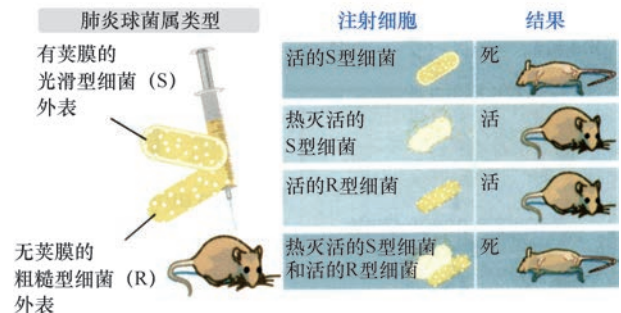 肺炎球菌属类型
注射细胞
结果
有荚膜的
光滑型细菌（S）
外表
无荚膜的
粗糙型细菌（R）
外表
活的S型细菌
死
热灭活的
S型细菌
活
活的R型细菌
活
热灭活的S型细菌
和活的R型细菌
死